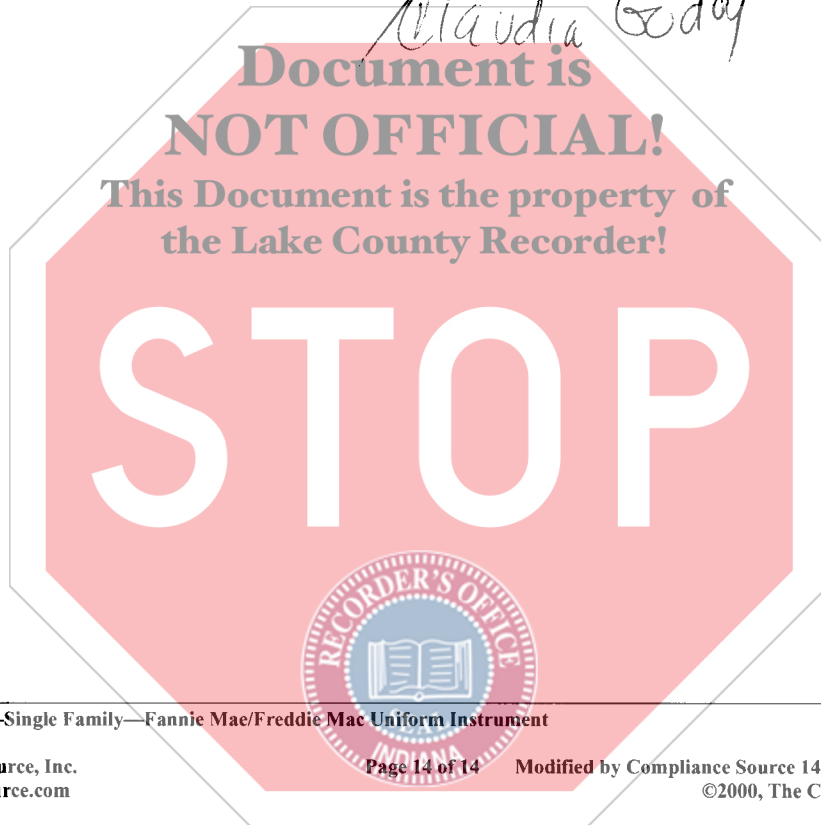 Claudia Godoy
Document is
NOT OFFICIAL!
This Document is the property of
the Lake County Recorder!
STOP
RECORDER'S OFFICE
SEAL
INDIANA
-Single Family—Fannie Mae/Freddie Mac Uniform Instrument
urce, Inc.
Page 14 of 14
Modified by Compliance Source 14
rce.com
©2000, The C